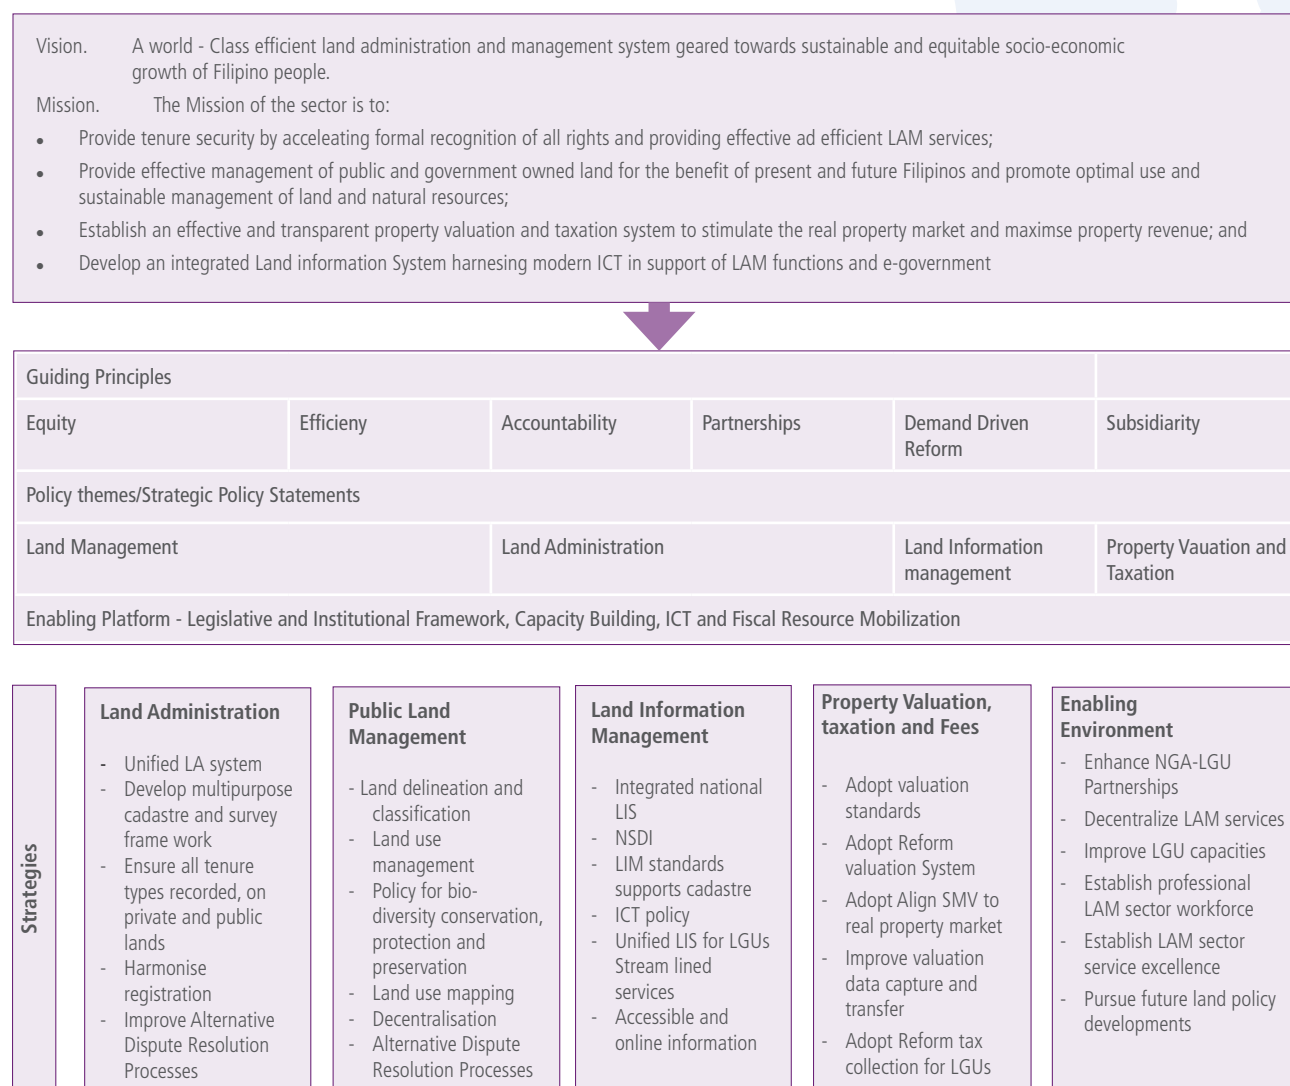 Vision. A world - Class efficient land administration and management system geared towards sustainable and equitable socio-economic
growth of Filipino people.
Mission. The Mission of the sector is to:
• Provide tenure security by acceleating formal recognition of all rights and providing effective ad efficient LAM services;
• Provide effective management of public and government owned land for the benefit of present and future Filipinos and promote optimal use and
sustainable management of land and natural resources;
• Establish an effective and transparent property valuation and taxation system to stimulate the real property market and maximse property revenue; and
• Develop an integrated Land information System harnesing modern ICT in support of LAM functions and e-government
Guiding Principles
Equity
Efficieny
Accountability
Partnerships
Demand Driven
Reform
Subsidiarity
Policy themes/Strategic Policy Statements
Land Management
Land Administration
Land Information
management
Property Vauation and
Taxation
Enabling Platform - Legislative and Institutional Framework, Capacity Building, ICT and Fiscal Resource Mobilization
Strategies
Land Administration
- Unified LA system
- Develop multipurpose
cadastre and survey
frame work
- Ensure all tenure
types recorded, on
private and public
lands
- Harmonise
registration
- Improve Alternative
Dispute Resolution
Processes
Public Land
Management
- Land delineation and
classification
- Land use
management
- Policy for bio-
diversity conservation,
protection and
preservation
- Land use mapping
- Decentralisation
- Alternative Dispute
Resolution Processes
Land Information
Management
- Integrated national
LIS
- NSDI
- LIM standards
supports cadastre
- ICT policy
- Unified LIS for LGUs
Stream lined
services
- Accessible and
online information
Property Valuation,
taxation and Fees
- Adopt valuation
standards
- Adopt Reform
valuation System
- Adopt Align SMV to
real property market
- Improve valuation
data capture and
transfer
- Adopt Reform tax
collection for LGUs
Enabling
Environment
- Enhance NGA-LGU
Partnerships
- Decentralize LAM services
- Improve LGU capacities
- Establish professional
LAM sector workforce
- Establish LAM sector
service excellence
- Pursue future land policy
developments